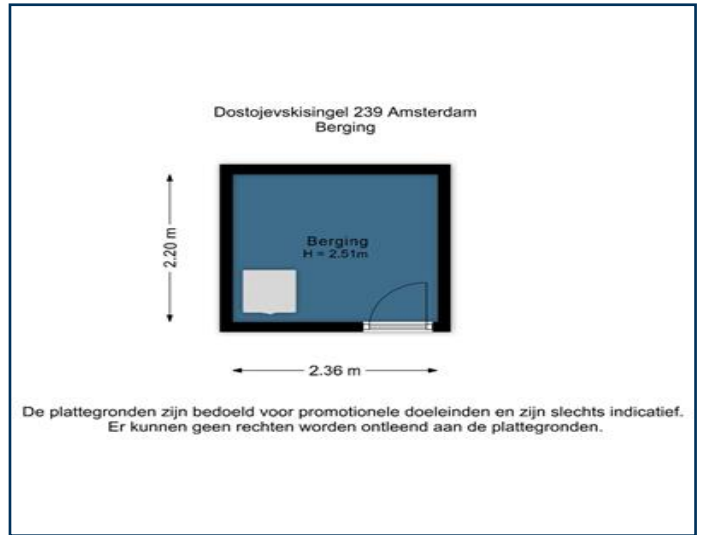 Dostojevskisingel 239 Amsterdam
Berging
2.20 m
Berging
H = 2.51m
2.36 m
De plattegronden zijn bedoeld voor promotionele doeleinden en zijn slechts indicatief.
Er kunnen geen rechten worden ontleend aan de plattegronden.